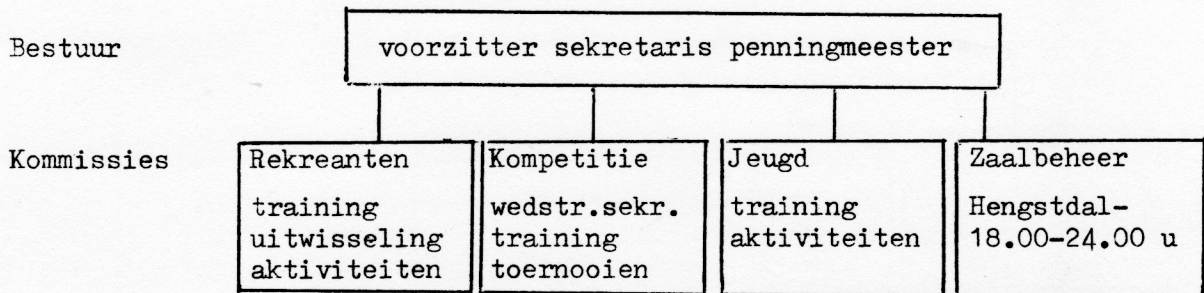 Bestuur
voorzitter sekretaris penningmeester
Kommissies
Rekreanten
training
uitwisseling
aktiviteiten
Kompetitie
wedstr.sekr.
training
toernooien
Jeugd
training
aktiviteiten
Zaalbeheer
Hengstdal-
18.00-24.00 u